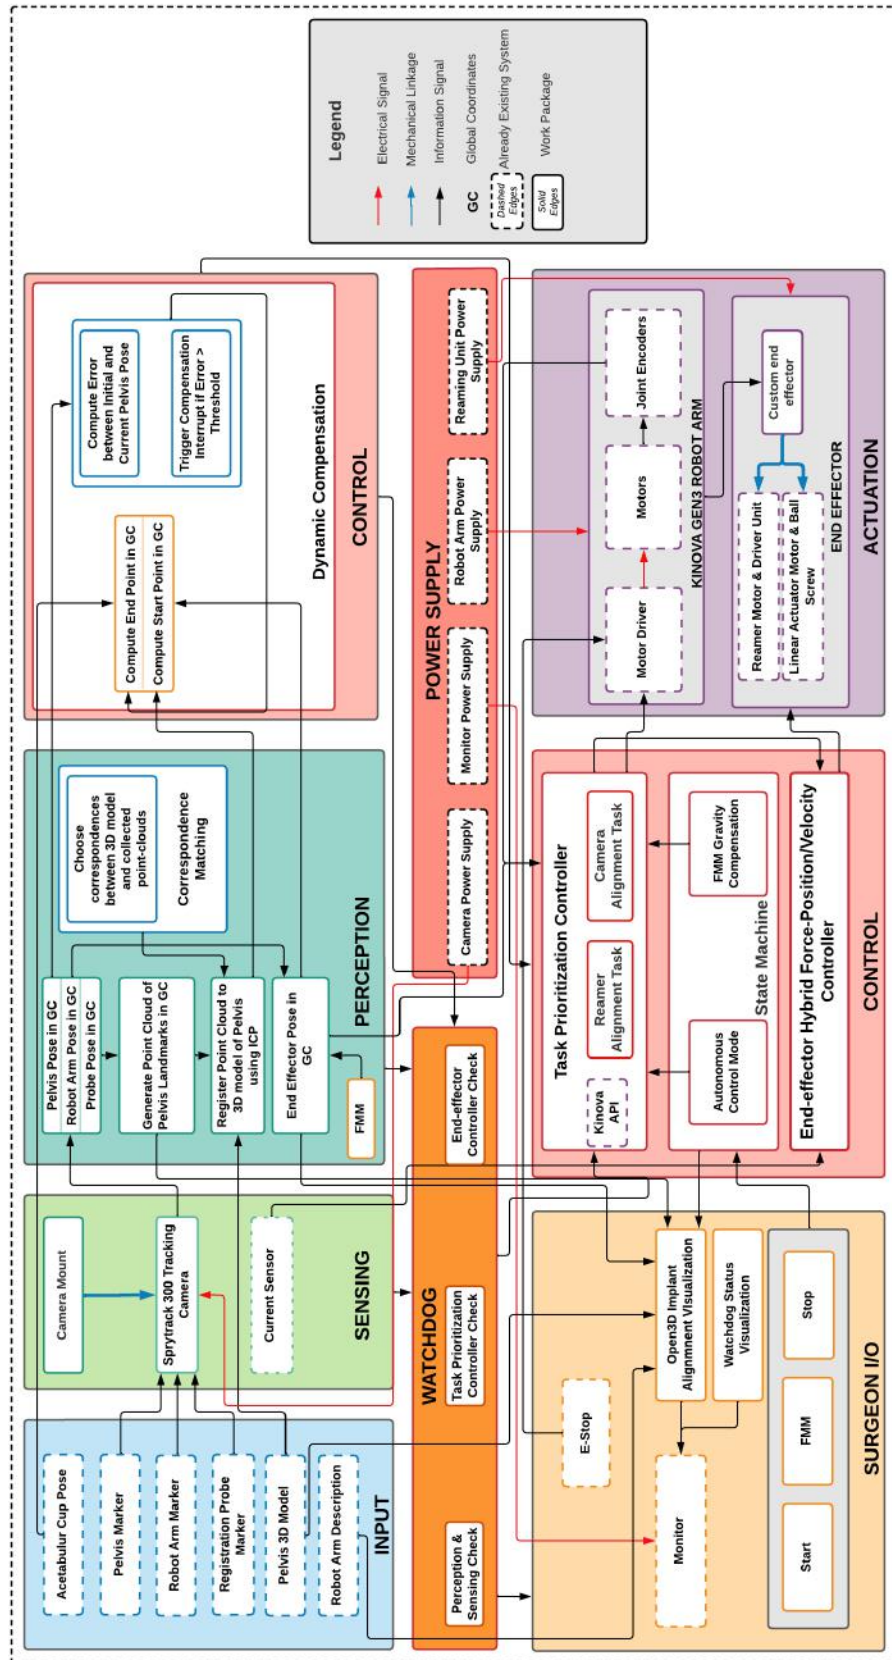 Acetabulur Cup Pose
Pelvis Marker
Robot Arm Marker
Registration Probe
Marker
Pelvis 3D Model
Robot Arm Description
INPUT
Camera Mount
Sprytrack 300 Tracking
Camera
Current Sensor
SENSING
Pelvis Pose in GC
Robot Arm Pose in GC
Probe Pose in GC
Generate Point Cloud of
Pelvis Landmarks in GC
Register Point Cloud to
3D model of Pelvis
using ICP
End Effector Pose in
GC
FMM
Choose
correspondences
between 3D model
and collected
point-clouds
Correspondence
Matching
PERCEPTION
Compute End Point in GC
Compute Start Point in GC
Compute Error
between Initial and
Current Pelvis Pose
Trigger Compensation
Interrupt if Error >
Threshold
Dynamic Compensation
CONTROL
WATCHDOG
Perception &
Sensing Check
Task Prioritization
Controller Check
End-effector
Controller Check
POWER SUPPLY
Camera Power Supply
Monitor Power Supply
Robot Arm Power
Supply
Reaming Unit Power
Supply
E-Stop
Monitor
Open3D Implant
Alignmnent Visualization
Watchdog Status
Visualization
Start
FMM
Stop
SURGEON I/O
Task Prioritization Controller
Kinova
API
Reamer
Alignment Task
Camera
Alignment Task
Autonomous
Control Mode
FMM Gravity
Compensation
State Machine
End-effector Hybrid Force-Position/Velocity
Controller
CONTROL
Motor Driver
Motors
Joint Encoders
KINOVA GEN3 ROBOT ARM
Reamer Motor & Driver Unit
Linear Actuator Motor & Ball
Screw
Custom end
effector
END EFFECTOR
ACTUATION
Legend
Electrical Signal
Mechanical Linkage
Information Signal
GC Global Coordinates
Dashed
Edges
Already Existing System
Solid
Edges
Work Package